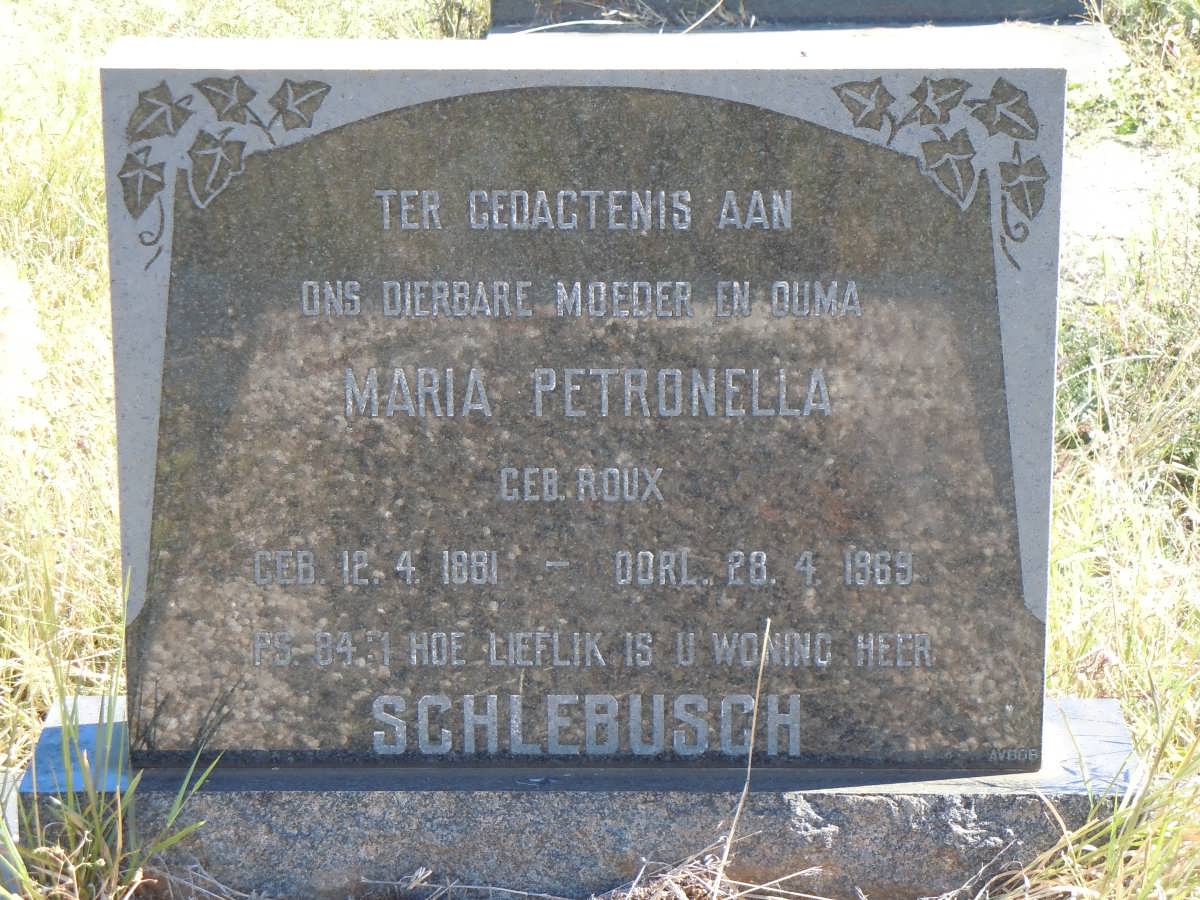 TER GEDAGTENIS AAN
ONS DIERBARE MOEDER EN OUMA
MARIA PETRONELLA
GEB. ROUX
GEB. 12. 4. 1881 — OORL. 28. 4. 1969
PS. 84:1 HOE LIEFLIK IS U WONING HEER
SCHLEBUSCH
AVBOB